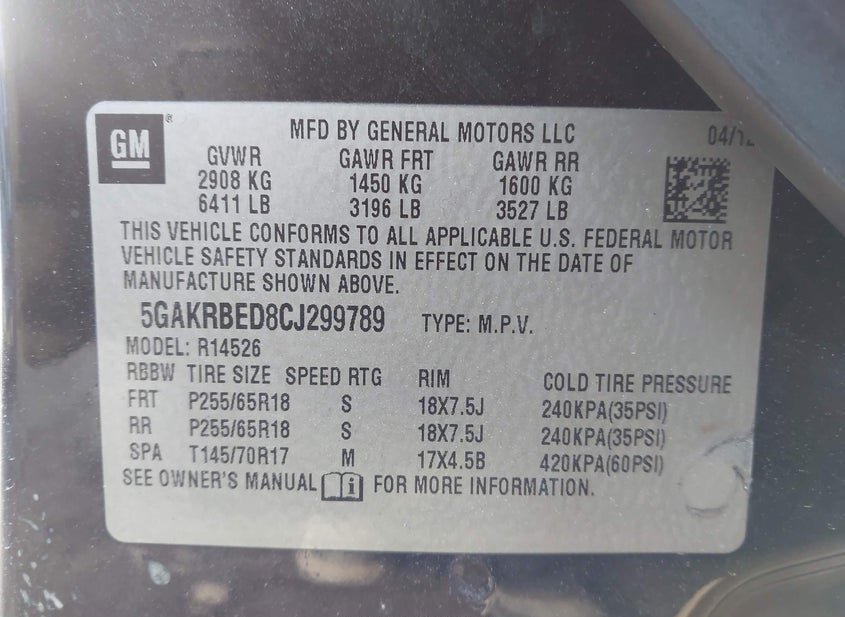 GM
MFD BY GENERAL MOTORS LLC 04/12
GVWR GAWR FRT GAWR RR
2908 KG 1450 KG 1600 KG
6411 LB 3196 LB 3527 LB
THIS VEHICLE CONFORMS TO ALL APPLICABLE U.S. FEDERAL MOTOR
VEHICLE SAFETY STANDARDS IN EFFECT ON THE DATE OF
MANUFACTURE SHOWN ABOVE.
5GAKRBED8CJ299789 TYPE: M.P.V.
MODEL: R14526
RBBW TIRE SIZE SPEED RTG RIM COLD TIRE PRESSURE
FRT P255/65R18 S 18X7.5J 240KPA(35PSI)
RR P255/65R18 S 18X7.5J 240KPA(35PSI)
SPA T145/70R17 M 17X4.5B 420KPA(60PSI)
SEE OWNER'S MANUAL i FOR MORE INFORMATION.